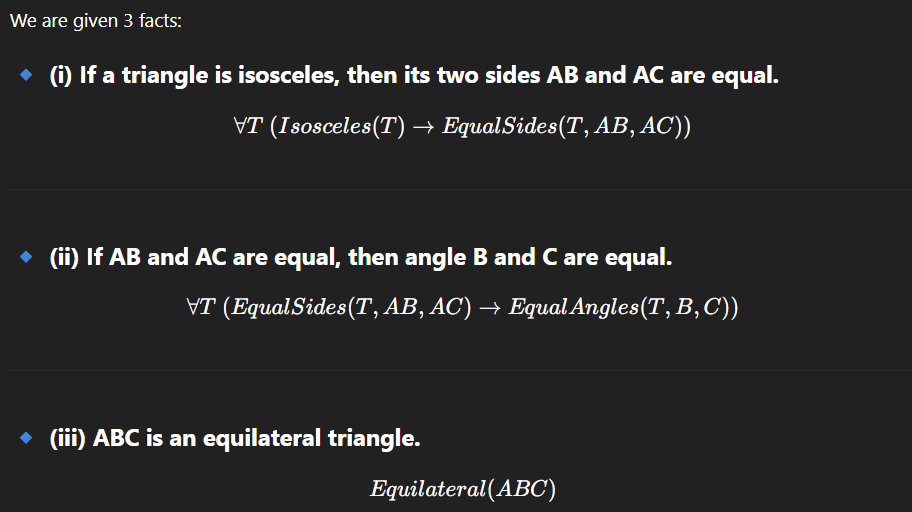 We are given 3 facts:
(i) If a triangle is isosceles, then its two sides AB and AC are equal.
∀T (Isosceles(T) → EqualSides(T, AB, AC))
(ii) If AB and AC are equal, then angle B and C are equal.
∀T (EqualSides(T, AB, AC) → EqualAngles(T, B, C))
(iii) ABC is an equilateral triangle.
Equilateral(ABC)